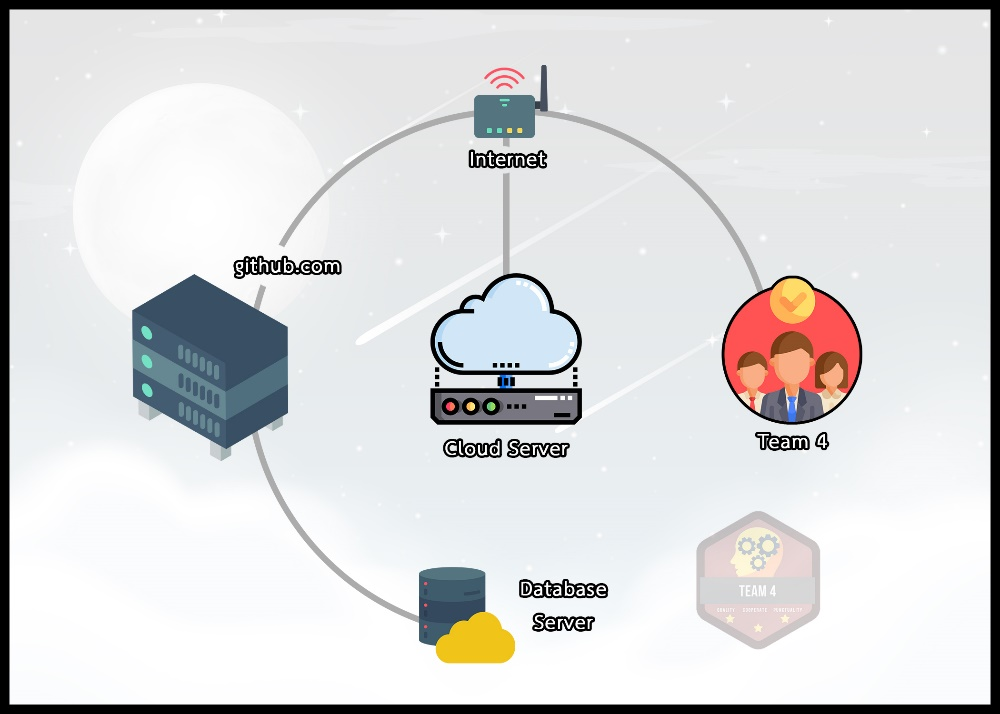 Internet
github.com
Cloud Server
Team 4
Database
Server
TEAM 4